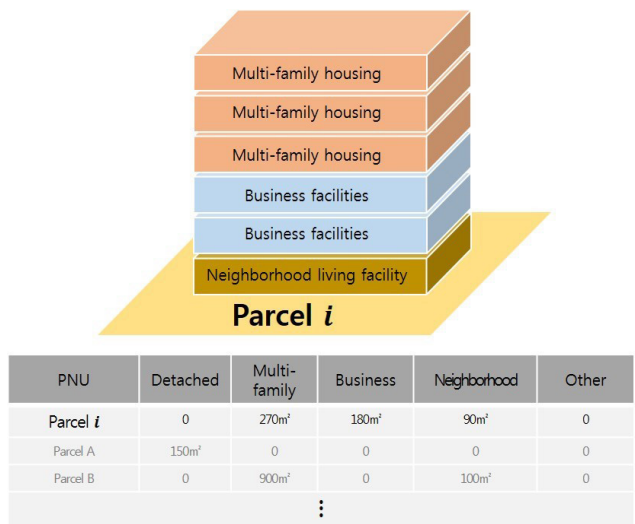 Multi-family housing
Multi-family housing
Multi-family housing
Business facilities
Business facilities
Neighborhood living facility
Parcel i
PNU Detached Multi-family Business Neighborhood Other
Parcel i 0 270㎡ 180㎡ 90㎡ 0
Parcel A 150㎡ 0 0 0 0
Parcel B 0 900㎡ 0 100㎡ 0
⋮